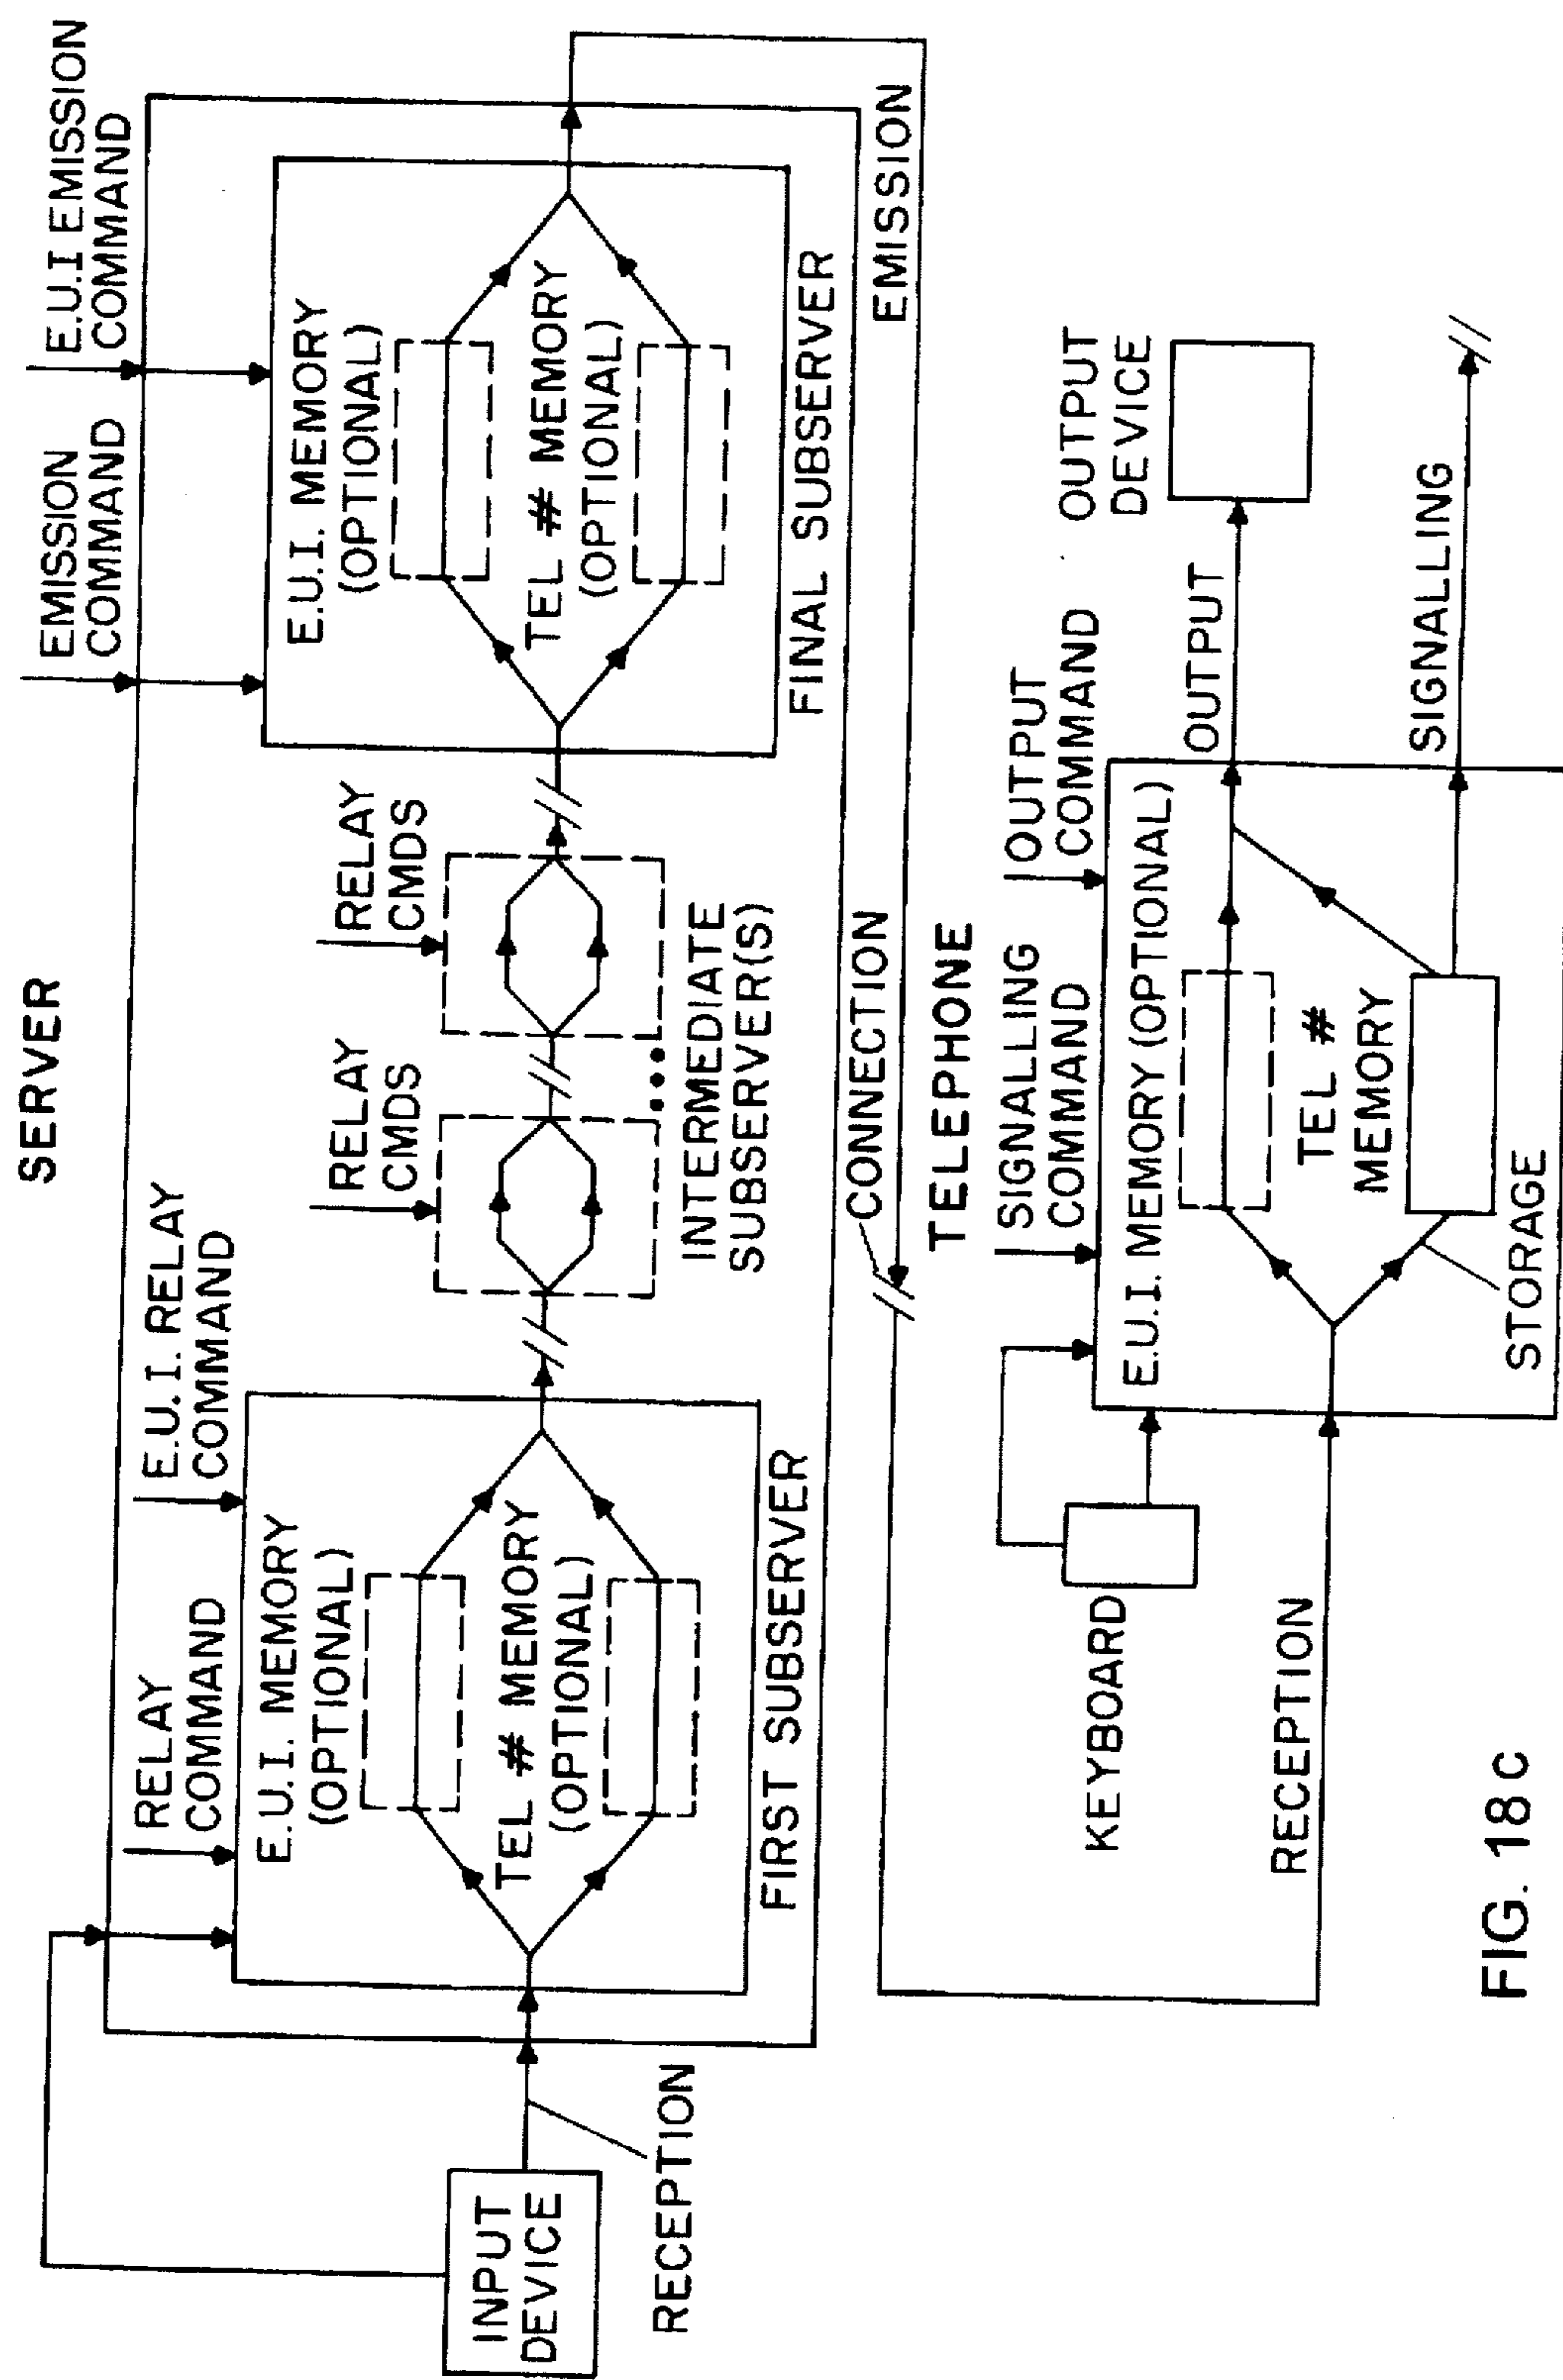 SERVER
RELAY
COMMAND
E.U.I. RELAY
COMMAND
EMISSION
COMMAND
E.U.I EMISSION
COMMAND
INPUT
DEVICE
RECEPTION
E.U.I. MEMORY
(OPTIONAL)
TEL # MEMORY
(OPTIONAL)
FIRST SUBSERVER
RELAY
CMDS
RELAY
CMDS
INTERMEDIATE
SUBSERVER(S)
E.U.I. MEMORY
(OPTIONAL)
TEL # MEMORY
(OPTIONAL)
FINAL SUBSERVER
CONNECTION
EMISSION
TELEPHONE
SIGNALLING
COMMAND
OUTPUT
COMMAND
OUTPUT
DEVICE
KEYBOARD
E.U.I. MEMORY (OPTIONAL)
OUTPUT
TEL #
MEMORY
RECEPTION
STORAGE
SIGNALLING
FIG. 18c